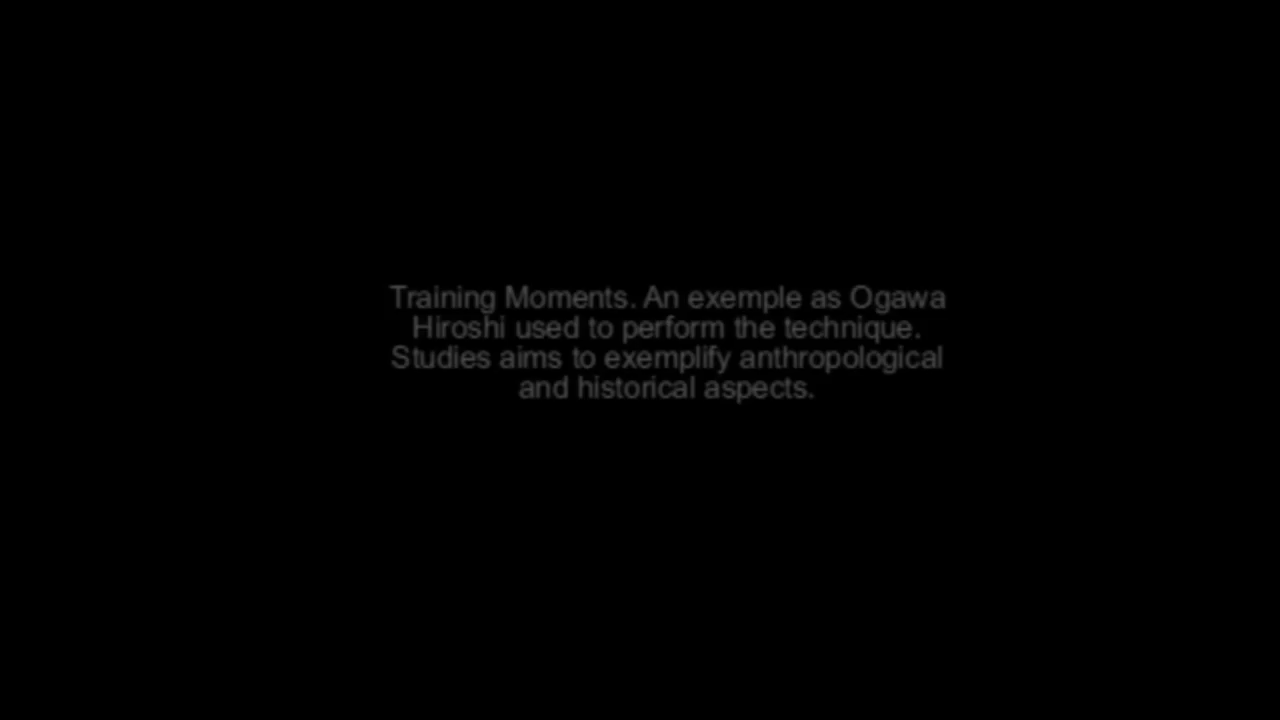 Training Moments. An exemple as Ogawa
Hiroshi used to perform the technique.
Studies aims to exemplify anthropological
and historical aspects.